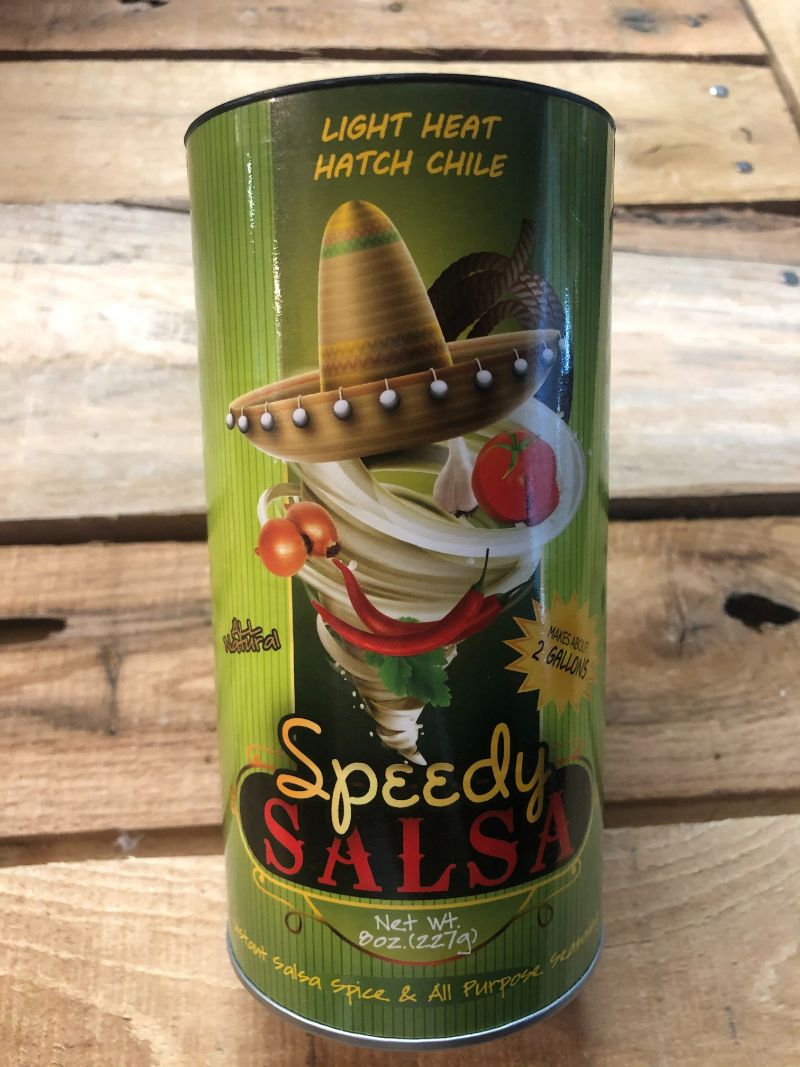 LIGHT HEAT
HATCH CHILE
ALL
Natural
MAKES ABOUT
2 GALLONS
Speedy
SALSA
Net Wt.
8oz.(227g)
Salsa Spice & All Purpose